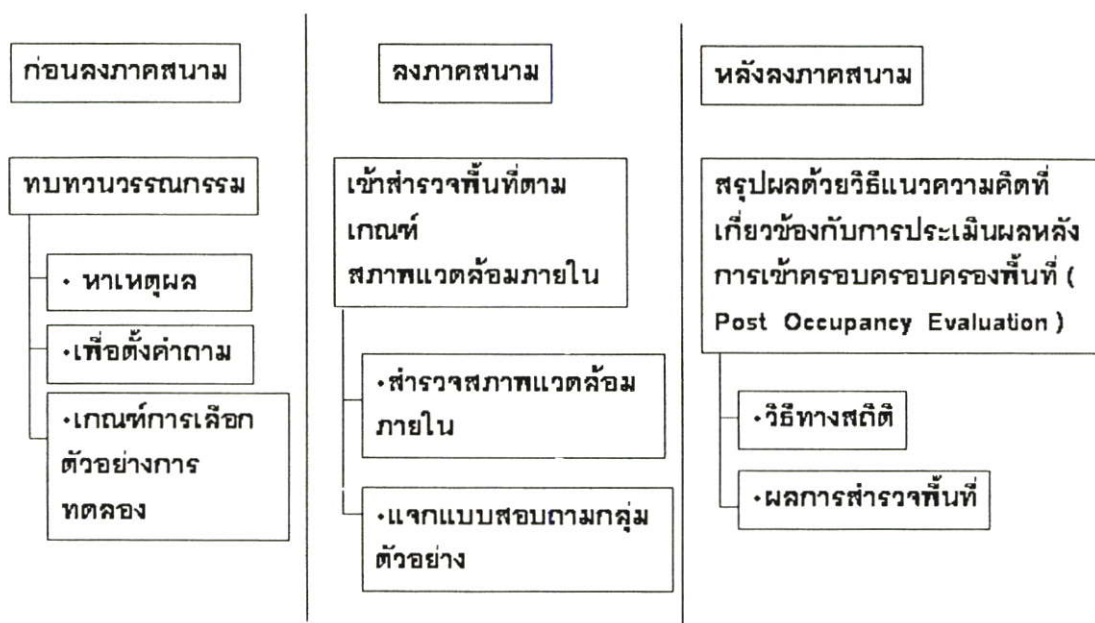 ก่อนลงภาคสนาม
ทบทวนวรรณกรรม
• หาเหตุผล
•เพื่อตั้งคำถาม
•เกณฑ์การเลือก
ตัวอย่างการ
ทดลอง
ลงภาคสนาม
เข้าสำรวจพื้นที่ตาม
เกณฑ์
สภาพแวดล้อมภายใน
•สำรวจสภาพแวดล้อม
ภายใน
•แจกแบบสอบถามกลุ่ม
ตัวอย่าง
หลังลงภาคสนาม
สรุปผลด้วยวิธีแนวความคิดที่
เกี่ยวข้องกับการประเมินผลหลัง
การเข้าครอบครอบครองพื้นที่ (
Post Occupancy Evaluation )
•วิธีทางสถิติ
•ผลการสำรวจพื้นที่